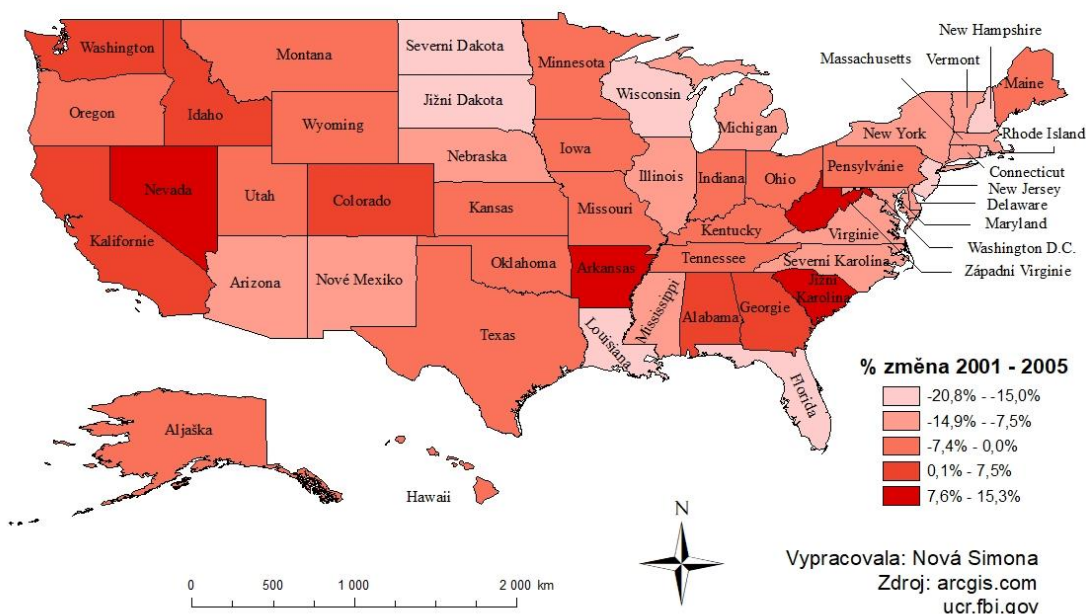 New Hampshire
Washington
Montana
Severní Dakota
Minnesota
Massachusetts
Vermont
Maine
Oregon
Idaho
Jižní Dakota
Wisconsin
Wyoming
Michigan
New York
Rhode Island
Nebraska
Iowa
Pensylvánie
Connecticut
Nevada
Utah
Colorado
Illinois
Indiana
Ohio
New Jersey
Delaware
Kansas
Missouri
Maryland
Kalifornie
Kentucky
Virginie
Washington D.C.
Arizona
Nové Mexiko
Oklahoma
Arkansas
Tennessee
Severní Karolina
Západní Virginie
Jižní
Karolína
Mississippi
Alabama
Georgie
Texas
Louisiana
Florida
Aljaška
Hawaii
% změna 2001 - 2005
-20,8% - -15,0%
-14,9% - -7,5%
-7,4% - 0,0%
0,1% - 7,5%
7,6% - 15,3%
N
0 500 1 000 2 000 km
Vypracovala: Nová Simona
Zdroj: arcgis.com
ucr.fbi.gov